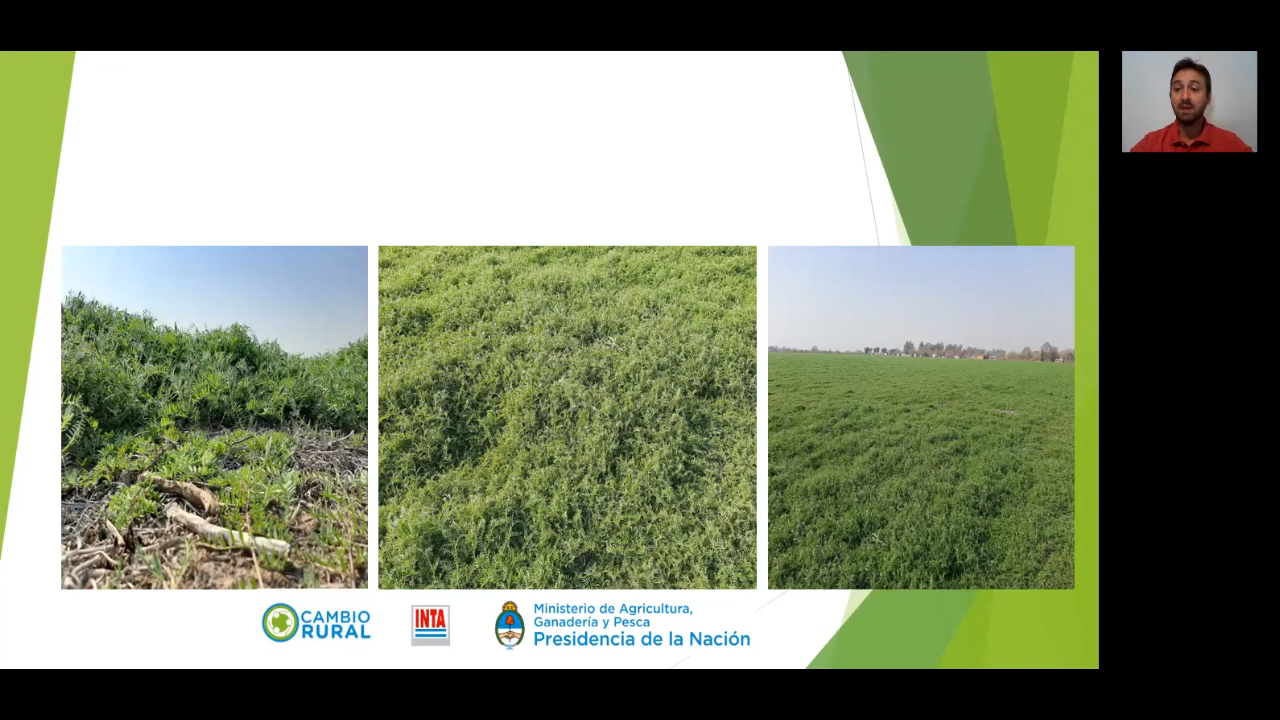 CAMBIO
RURAL
INTA
Ministerio de Agricultura,
Ganadería y Pesca
Presidencia de la Nación